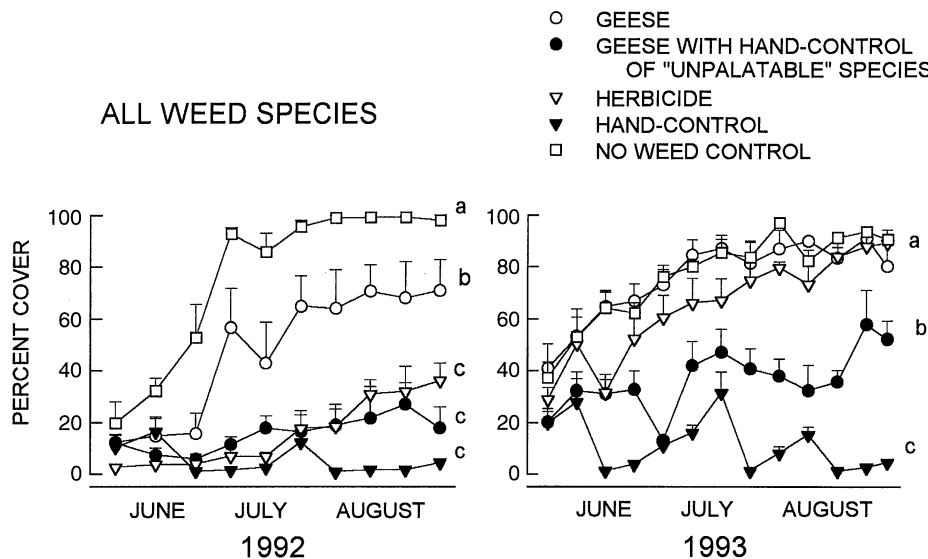 GEESE
GEESE WITH HAND-CONTROL
OF "UNPALATABLE" SPECIES
HERBICIDE
HAND-CONTROL
NO WEED CONTROL
ALL WEED SPECIES
PERCENT COVER
100
80
60
40
20
0
a
b
c
c
c
JUNE
JULY
AUGUST
1992
100
80
60
40
20
0
a
b
c
JUNE
JULY
AUGUST
1993